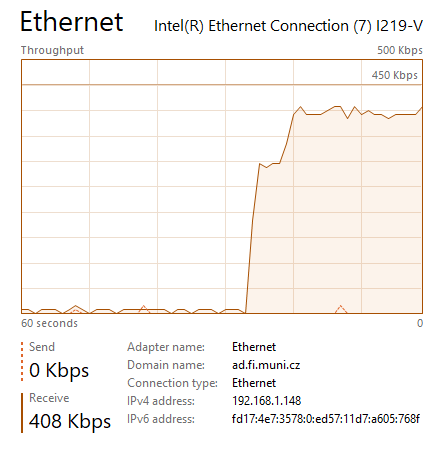 Ethernet Intel(R) Ethernet Connection (7) I219-V
Throughput 500 Kbps
450 Kbps
60 seconds 0
Send
0 Kbps
Receive
408 Kbps
Adapter name: Ethernet
Domain name: ad.fi.muni.cz
Connection type: Ethernet
IPv4 address: 192.168.1.148
IPv6 address: fd17:4e7:3578:0:ed57:11d7:a605:768f